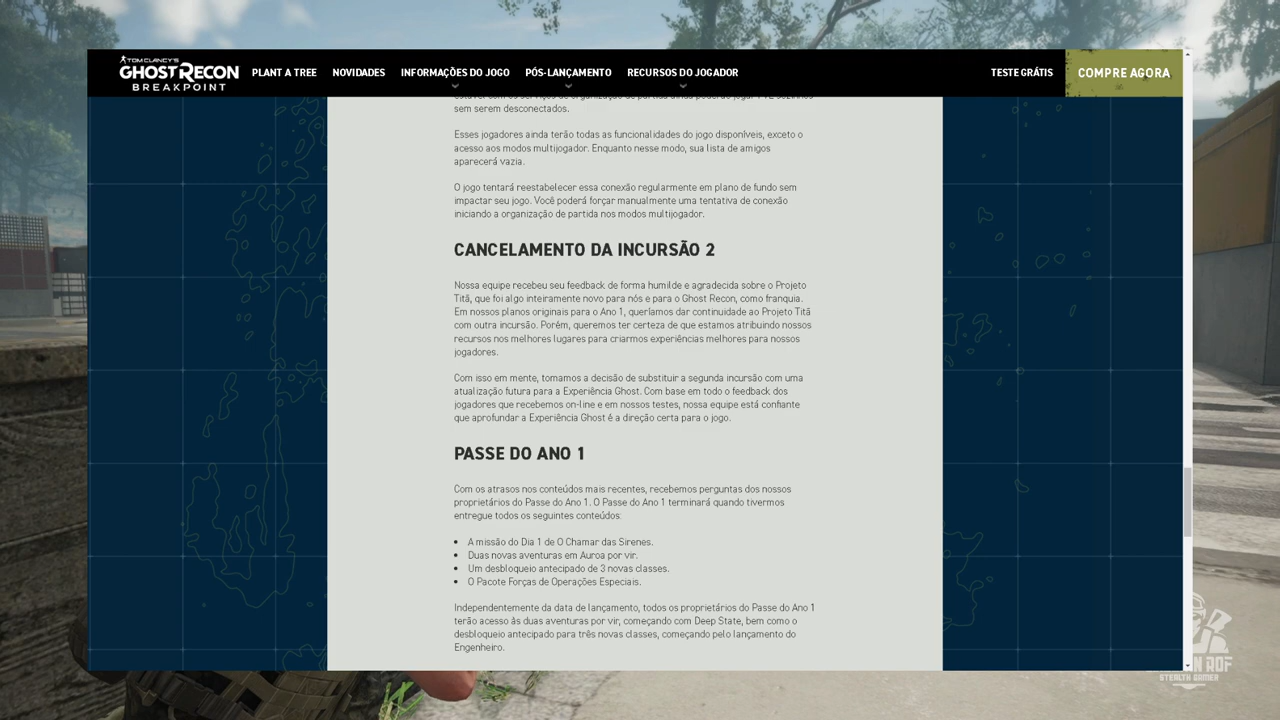 TOM CLANCY'S
GHOST RECON
BREAKPOINT
PLANT A TREE
NOVIDADES
INFORMAÇÕES DO JOGO
PÓS-LANÇAMENTO
RECURSOS DO JOGADOR
TESTE GRÁTIS
COMPRE AGORA
sem serem desconectados.
Esses jogadores ainda terão todas as funcionalidades do jogo disponíveis, exceto o
acesso aos modos multijogador. Enquanto nesse modo, sua lista de amigos
aparecerá vazia.
O jogo tentará reestabelecer essa conexão regularmente em plano de fundo sem
impactar seu jogo. Você poderá forçar manualmente uma tentativa de conexão
iniciando a organização de partida nos modos multijogador.
CANCELAMENTO DA INCURSÃO 2
Nossa equipe recebeu seu feedback de forma humilde e agradecida sobre o Projeto
Titã, que foi algo inteiramente novo para nós e para o Ghost Recon, como franquia.
Em nossos planos originais para o Ano 1, queríamos dar continuidade ao Projeto Titã
com outra incursão. Porém, queremos ter certeza de que estamos atribuindo nossos
recursos nos melhores lugares para criarmos experiências melhores para nossos
jogadores.
Com isso em mente, tomamos a decisão de substituir a segunda incursão com uma
atualização futura para a Experiência Ghost. Com base em todo o feedback dos
jogadores que recebemos on-line e em nossos testes, nossa equipe está confiante
que aprofundar a Experiência Ghost é a direção certa para o jogo.
PASSE DO ANO 1
Com os atrasos nos conteúdos mais recentes, recebemos perguntas dos nossos
proprietários do Passe do Ano 1. O Passe do Ano 1 terminará quando tivermos
entregue todos os seguintes conteúdos:
• A missão do Dia 1 de O Chamar das Sirenes.
• Duas novas aventuras em Auroa por vir.
• Um desbloqueio antecipado de 3 novas classes.
• O Pacote Forças de Operações Especiais.
Independentemente da data de lançamento, todos os proprietários do Passe do Ano 1
terão acesso às duas aventuras por vir, começando com Deep State, bem como o
desbloqueio antecipado para três novas classes, começando pelo lançamento do
Engenheiro.
STEALTH GAMER